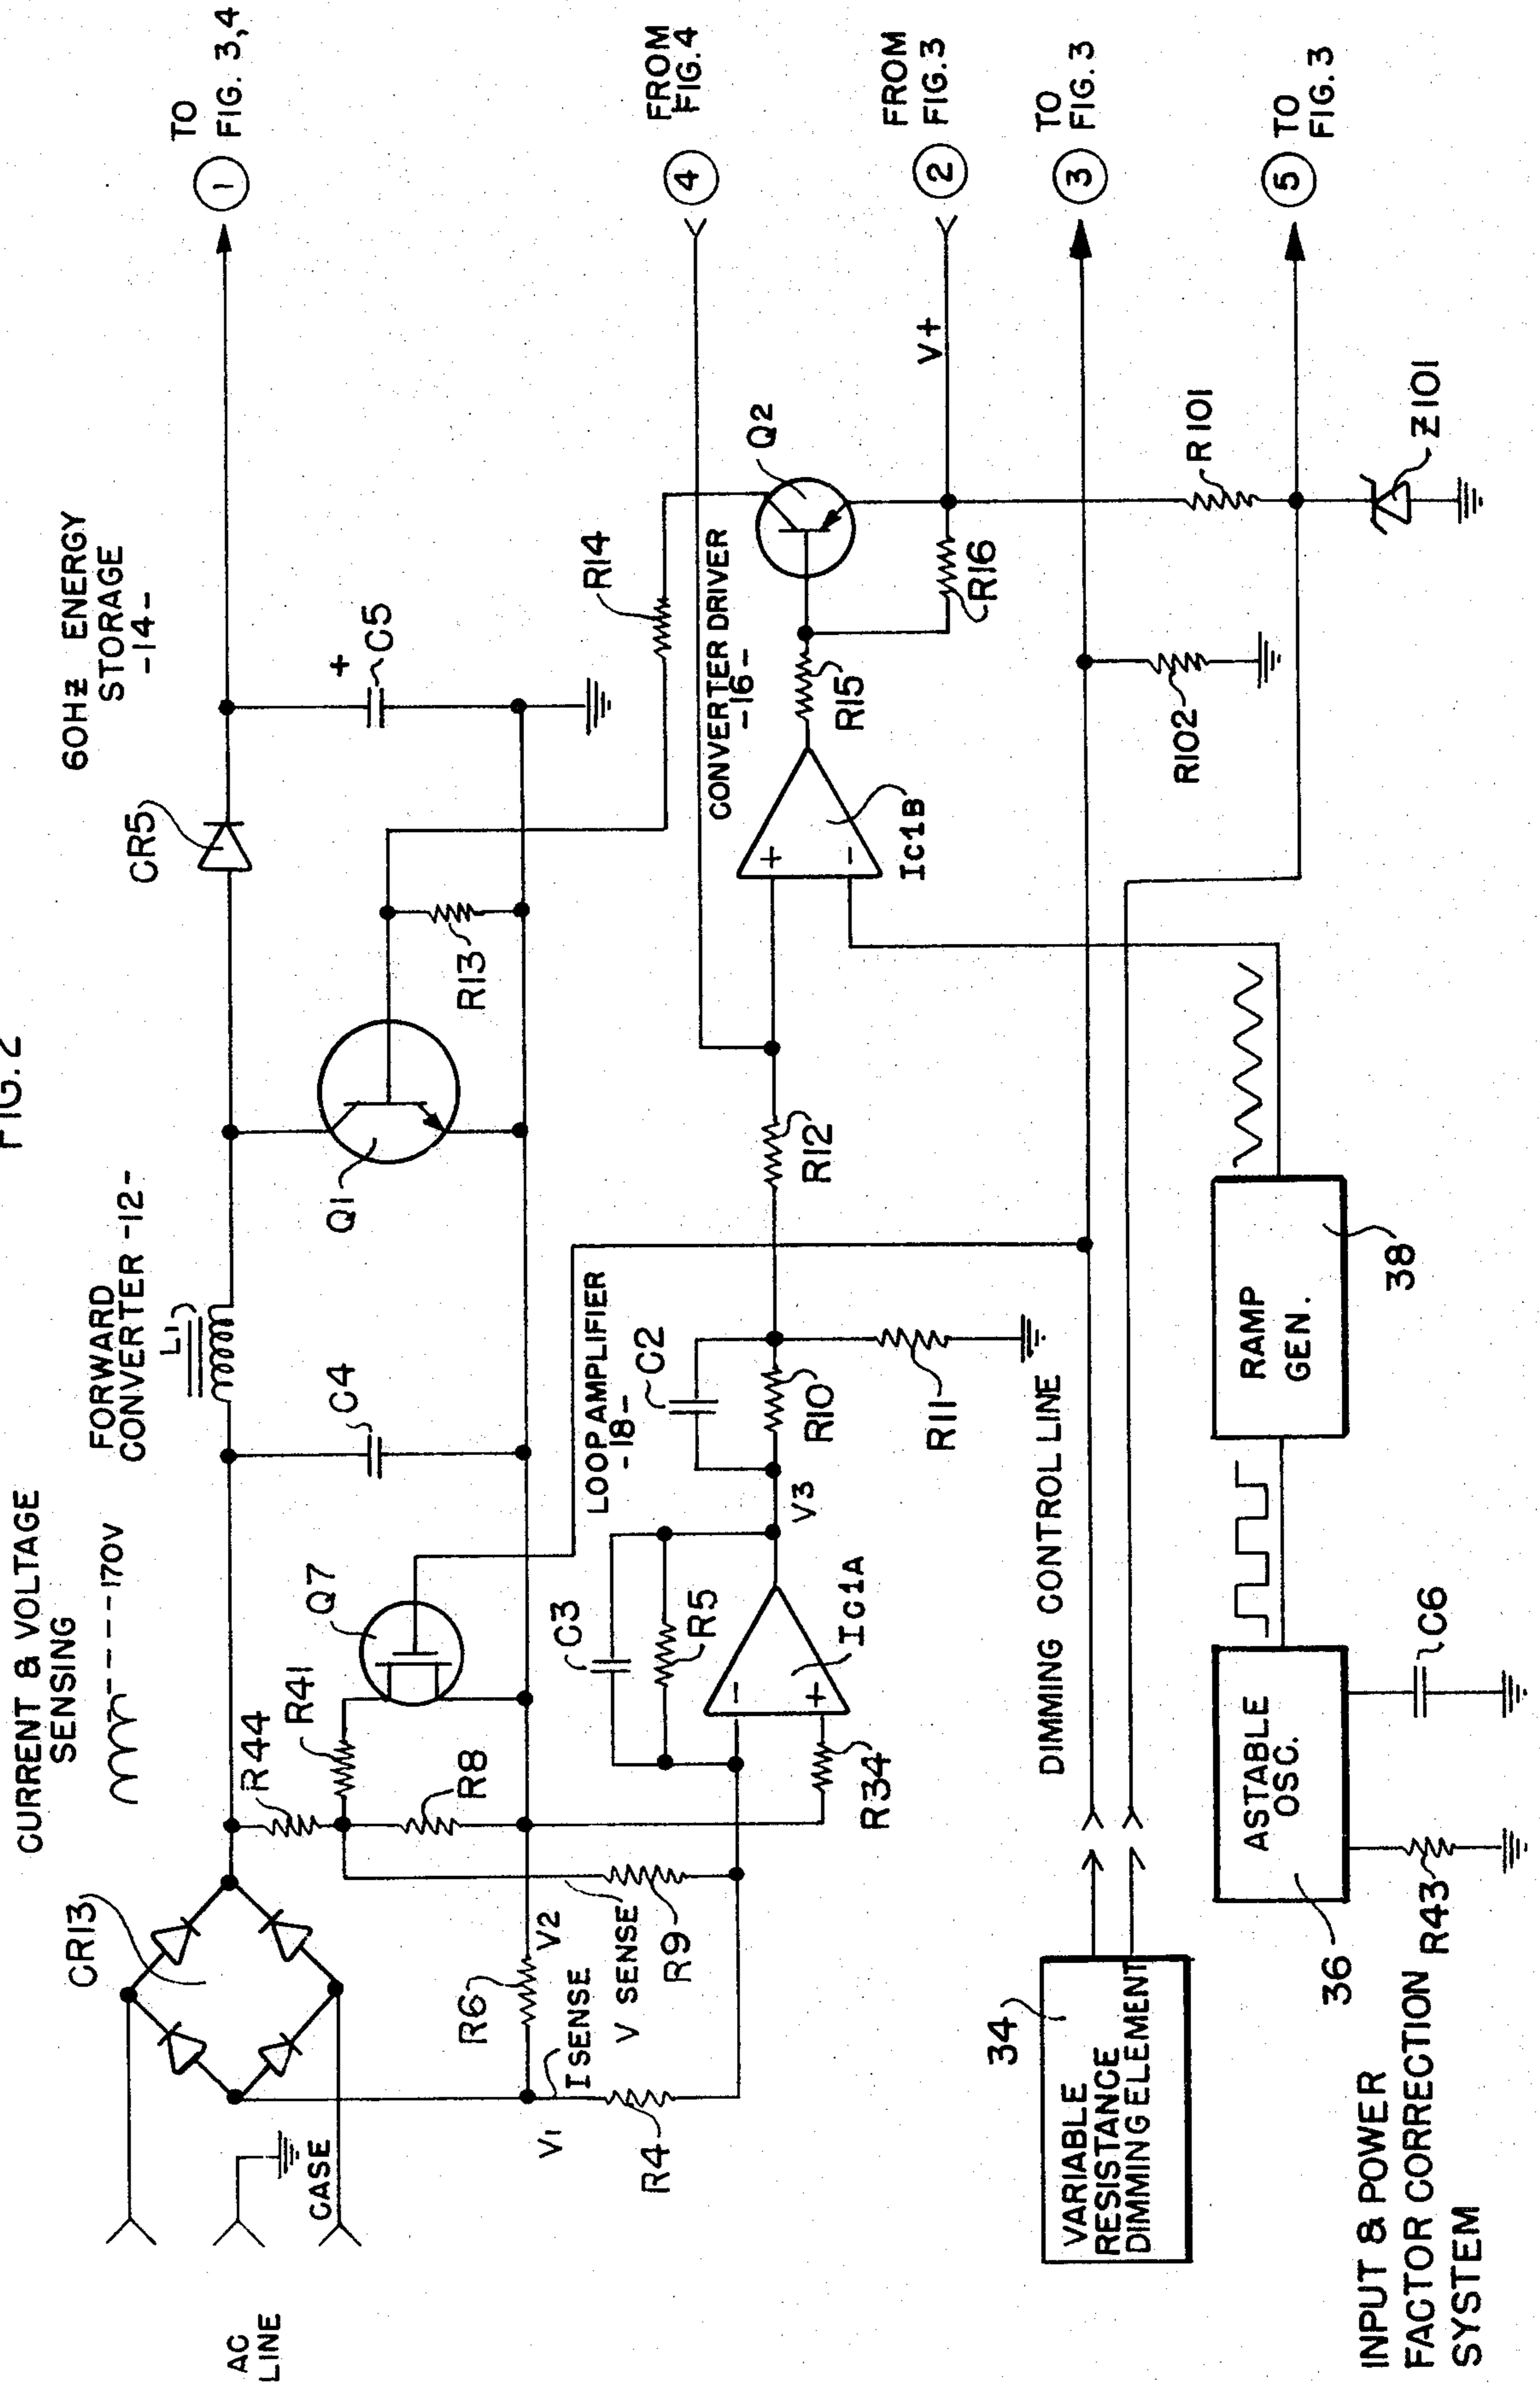 FIG. 2
CURRENT & VOLTAGE
SENSING
170V
FORWARD
CONVERTER -12-
60HZ ENERGY
STORAGE
-14-
CR13
R44
R41
Q7
C4
L1
Q1
CR5
C5
+
1
TO
FIG. 3,4
AC
LINE
CASE
R8
R13
R14
R6
V1
V2
I SENSE
V SENSE
R4
R9
C3
R5
LOOP AMPLIFIER
-18-
C2
V3
R10
R12
CONVERTER DRIVER
-16-
Q2
4
FROM
FIG. 4
-
+
Ic1A
R34
R11
+
-
Ic1B
R15
R16
V+
2
FROM
FIG. 3
34
VARIABLE
RESISTANCE
DIMMING ELEMENT
DIMMING CONTROL LINE
R102
R101
3
TO
FIG. 3
5
TO
FIG. 3
Z101
ASTABLE
OSC.
36
R43
C6
RAMP
GEN.
38
INPUT & POWER
FACTOR CORRECTION
SYSTEM